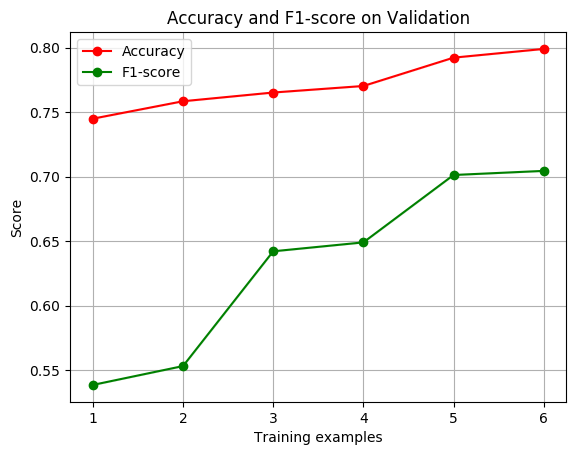 Accuracy and F1-score on Validation
Accuracy
F1-score
0.80
0.75
0.70
0.65
0.60
0.55
Score
1 2 3 4 5 6
Training examples